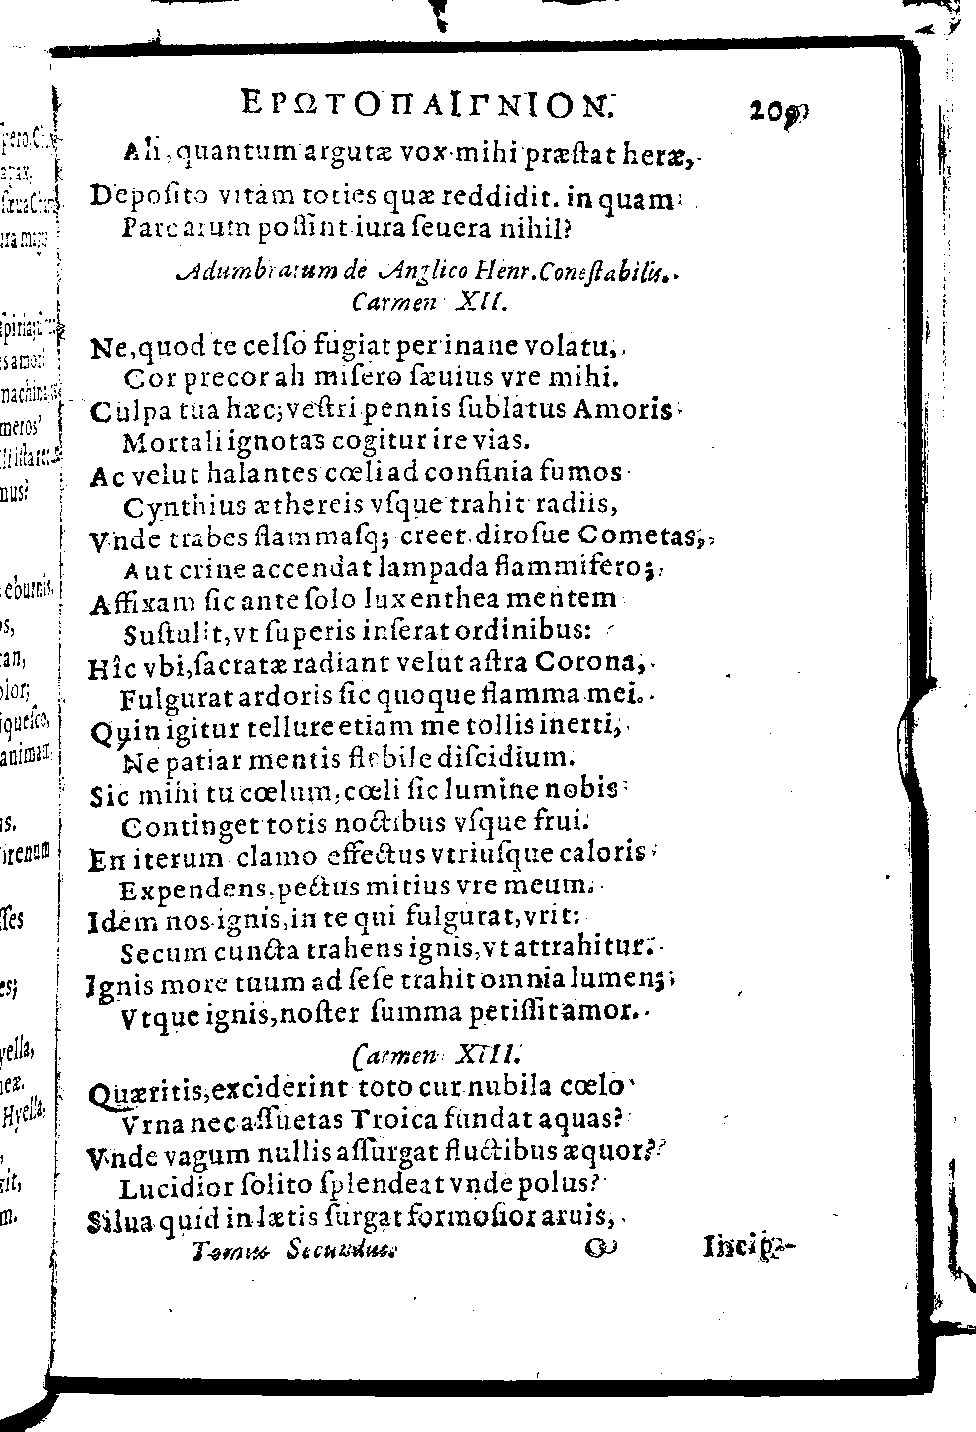 ΕΡΩΤΟΠΑΙΓΝΙΟΝ. 209
Ah, quantum argutæ vox mihi præſtat heræ,
Depoſito vitam toties quæ reddidit. in quam
Parcarum poſſint iura ſeuera nihil?
Adumbratum de Anglico Henr. Conſtabilis.
Carmen XII.
Ne, quod te celſo fugiat per inane volatu,
Cor precor ah miſero ſæuius vre mihi.
Culpa tua hæc; veſtri pennis ſublatus Amoris
Mortali ignotas cogitur ire vias.
Ac velut halantes cœli ad confinia fumos
Cynthius æthereis vſque trahit radiis,
Vnde trabes flammaſq; creet. diroſue Cometas,
Aut crine accendat lampada flammifero;
Affixam ſic ante ſolo lux enthea mentem
Suſtulit, vt ſuperis inſerat ordinibus:
Hîc vbi, ſacratæ radiant velut aſtra Corona,
Fulgurat ardoris ſic quoque flamma mei.
Quin igitur tellure etiam me tollis inerti,
Ne patiar mentis flebile diſcidium.
Sic mihi tu cœlum, cœli ſic lumine nobis
Continget totis noctibus vſque frui.
En iterum clamo effectus vtriuſque caloris
Expendens, pectus mitius vre meum.
Idem nos ignis, in te qui fulgurat, vrit:
Secum cuncta trahens ignis, vt attrahitur.
Ignis more tuum ad ſeſe trahit omnia lumen;
Vtque ignis, noſter ſumma petiſſit amor.
Carmen XIII.
Quæritis, exciderint toto cur nubila cœlo
Vrna nec aſſuetas Troica fundat aquas?
Vnde vagum nullis aſſurgat fluctibus æquor?
Lucidior ſolito ſplendeat vnde polus?
Silua quid in lætis ſurgat formoſior aruis,
Tomus Secundus.